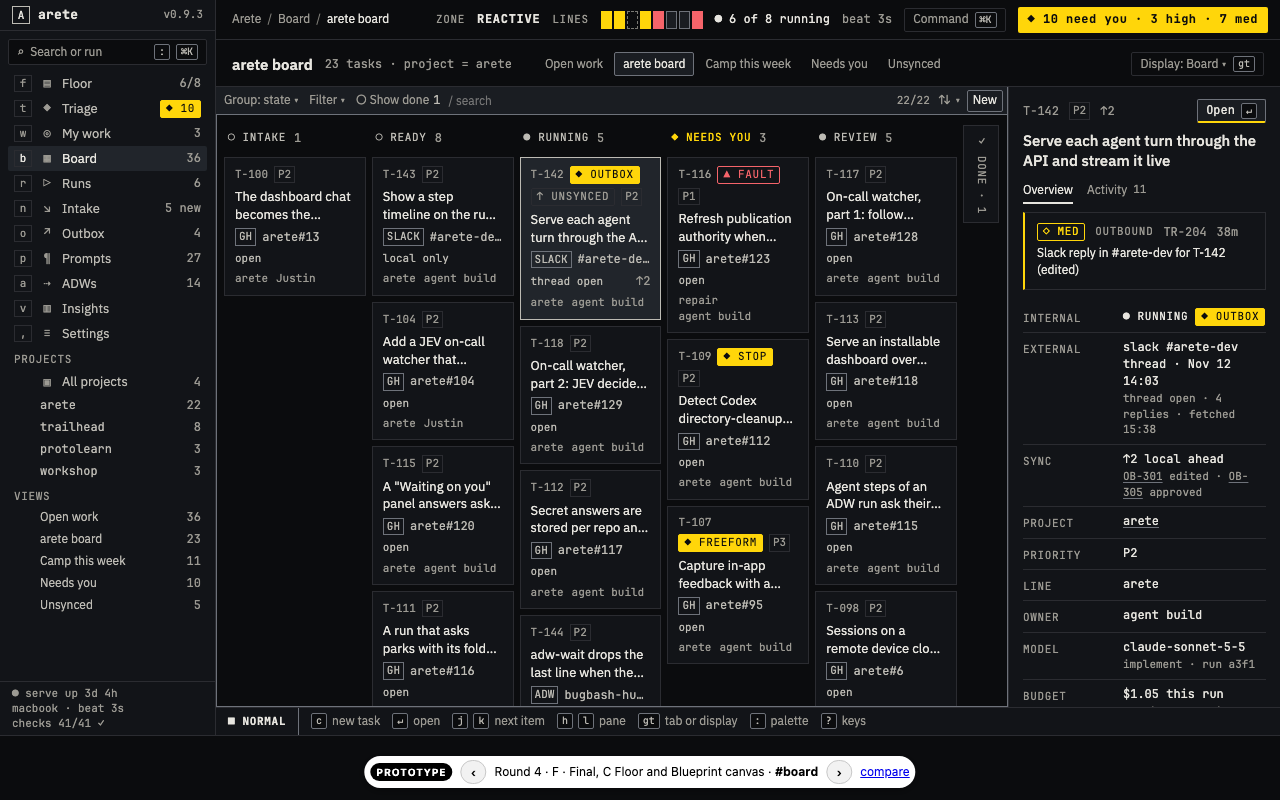 A arete v0.9.3
Search or run : ⌘K
f Floor 6/8
t Triage ◆ 10
w My work 3
b Board 36
r Runs 6
n Intake 5 new
o Outbox 4
p Prompts 27
a ADWs 14
v Insights
, Settings
PROJECTS
All projects 4
arete 22
trailhead 8
protolearn 3
workshop 3
VIEWS
Open work 36
arete board 23
Camp this week 11
Needs you 10
Unsynced 5
● serve up 3d 4h
macbook · beat 3s
checks 41/41 ✓
Arete / Board / arete board
ZONE REACTIVE LINES ● 6 of 8 running beat 3s
Command ⌘K
◆ 10 need you · 3 high · 7 med
arete board 23 tasks · project = arete
Open work arete board Camp this week Needs you Unsynced
Display: Board ▾ gt
Group: state ▾ Filter ▾ Show done 1 / search
22/22 ⇅ ▾ New
○ INTAKE 1
T-100 P2
The dashboard chat
becomes the…
GH arete#13
open
arete Justin
○ READY 8
T-143 P2
Show a step
timeline on the ru…
SLACK #arete-de…
local only
arete agent build
T-104 P2
Add a JEV on-call
watcher that…
GH arete#104
open
arete Justin
T-115 P2
A "Waiting on you"
panel answers ask…
GH arete#120
open
arete agent build
T-111 P2
A run that asks
parks with its fold…
GH arete#116
open
● RUNNING 5
T-142 ◆ OUTBOX
↑ UNSYNCED P2
Serve each agent
turn through the A…
SLACK #arete-de…
thread open ↑2
arete agent build
T-118 P2
On-call watcher,
part 2: JEV decide…
GH arete#129
open
arete agent build
T-112 P2
Secret answers are
stored per repo an…
GH arete#117
open
arete agent build
T-144 P2
adw-wait drops the
last line when the…
ADW bugbash-hu…
◆ NEEDS YOU 3
T-116 ▲ FAULT
P1
Refresh publication
authority when…
GH arete#123
open
repair
agent build
T-109 ◆ STOP
P2
Detect Codex
directory-cleanup…
GH arete#112
open
arete agent build
T-107
◆ FREEFORM P3
Capture in-app
feedback with a…
GH arete#95
open
arete agent build
● REVIEW 5
T-117 P2
On-call watcher,
part 1: follow…
GH arete#128
open
arete agent build
T-113 P2
Serve an installable
dashboard over…
GH arete#118
open
arete agent build
T-110 P2
Agent steps of an
ADW run ask their…
GH arete#115
open
arete agent build
T-098 P2
Sessions on a
remote device clo…
GH arete#6
open
✓ DONE · 1
T-142 P2 ↑2 Open ↵
Serve each agent turn through the
API and stream it live
Overview Activity 11
◇ MED OUTBOUND TR-204 38m
Slack reply in #arete-dev for T-142
(edited)
INTERNAL ● RUNNING ◆ OUTBOX
EXTERNAL slack #arete-dev
thread · Nov 12
14:03
thread open · 4
replies · fetched
15:38
SYNC ↑2 local ahead
OB-301 edited · OB-
305 approved
PROJECT arete
PRIORITY P2
LINE arete
OWNER agent build
MODEL claude-sonnet-5-5
implement · run a3f1
BUDGET $1.05 this run
■ NORMAL c new task ↵ open j k next item h l pane gt tab or display : palette ? keys
PROTOTYPE ‹ Round 4 · F · Final, C Floor and Blueprint canvas · #board › compare